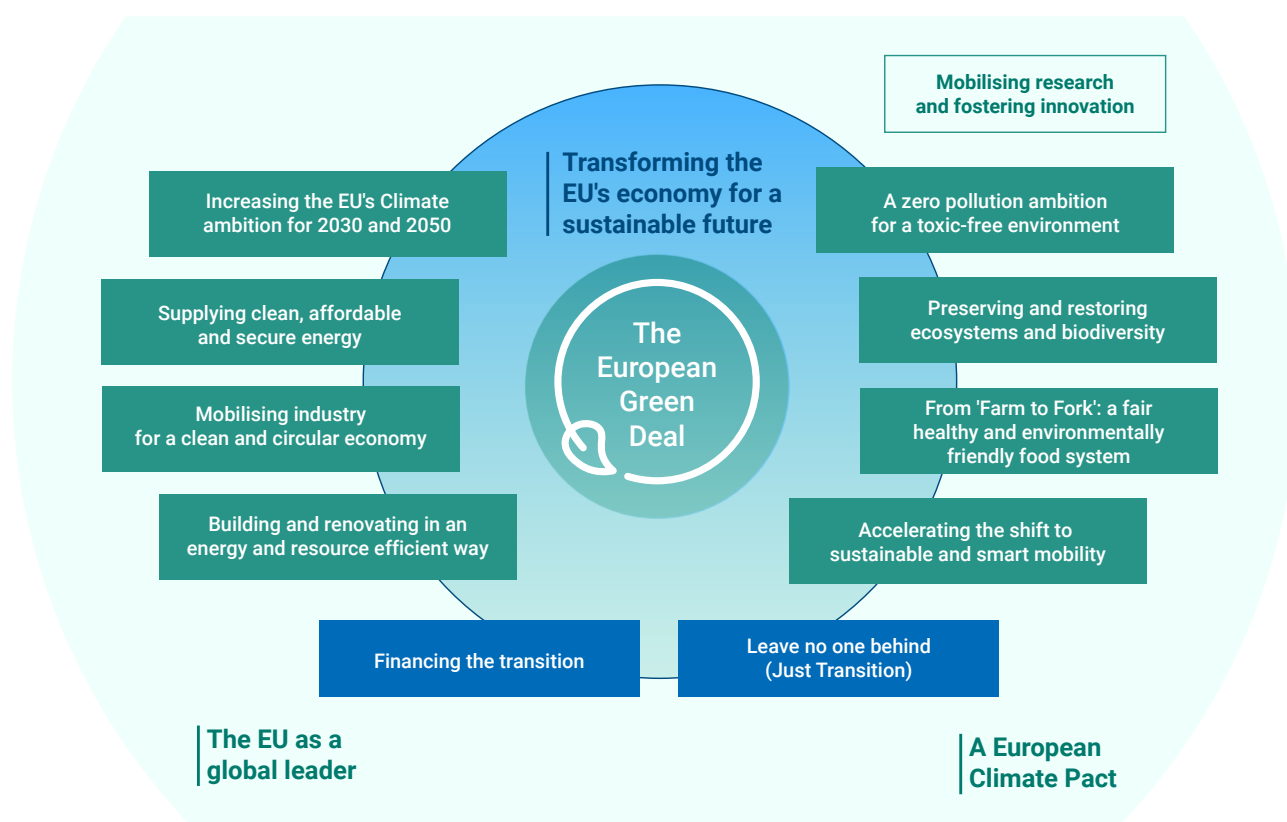 Mobilising research
and fostering innovation
Transforming the
EU's economy for a
sustainable future
Increasing the EU's Climate
ambition for 2030 and 2050
A zero pollution ambition
for a toxic-free environment
Supplying clean, affordable
and secure energy
Preserving and restoring
ecosystems and biodiversity
The
European
Green
Deal
Mobilising industry
for a clean and circular economy
From 'Farm to Fork': a fair
healthy and environmentally
friendly food system
Building and renovating in an
energy and resource efficient way
Accelerating the shift to
sustainable and smart mobility
Financing the transition
Leave no one behind
(Just Transition)
The EU as a
global leader
A European
Climate Pact